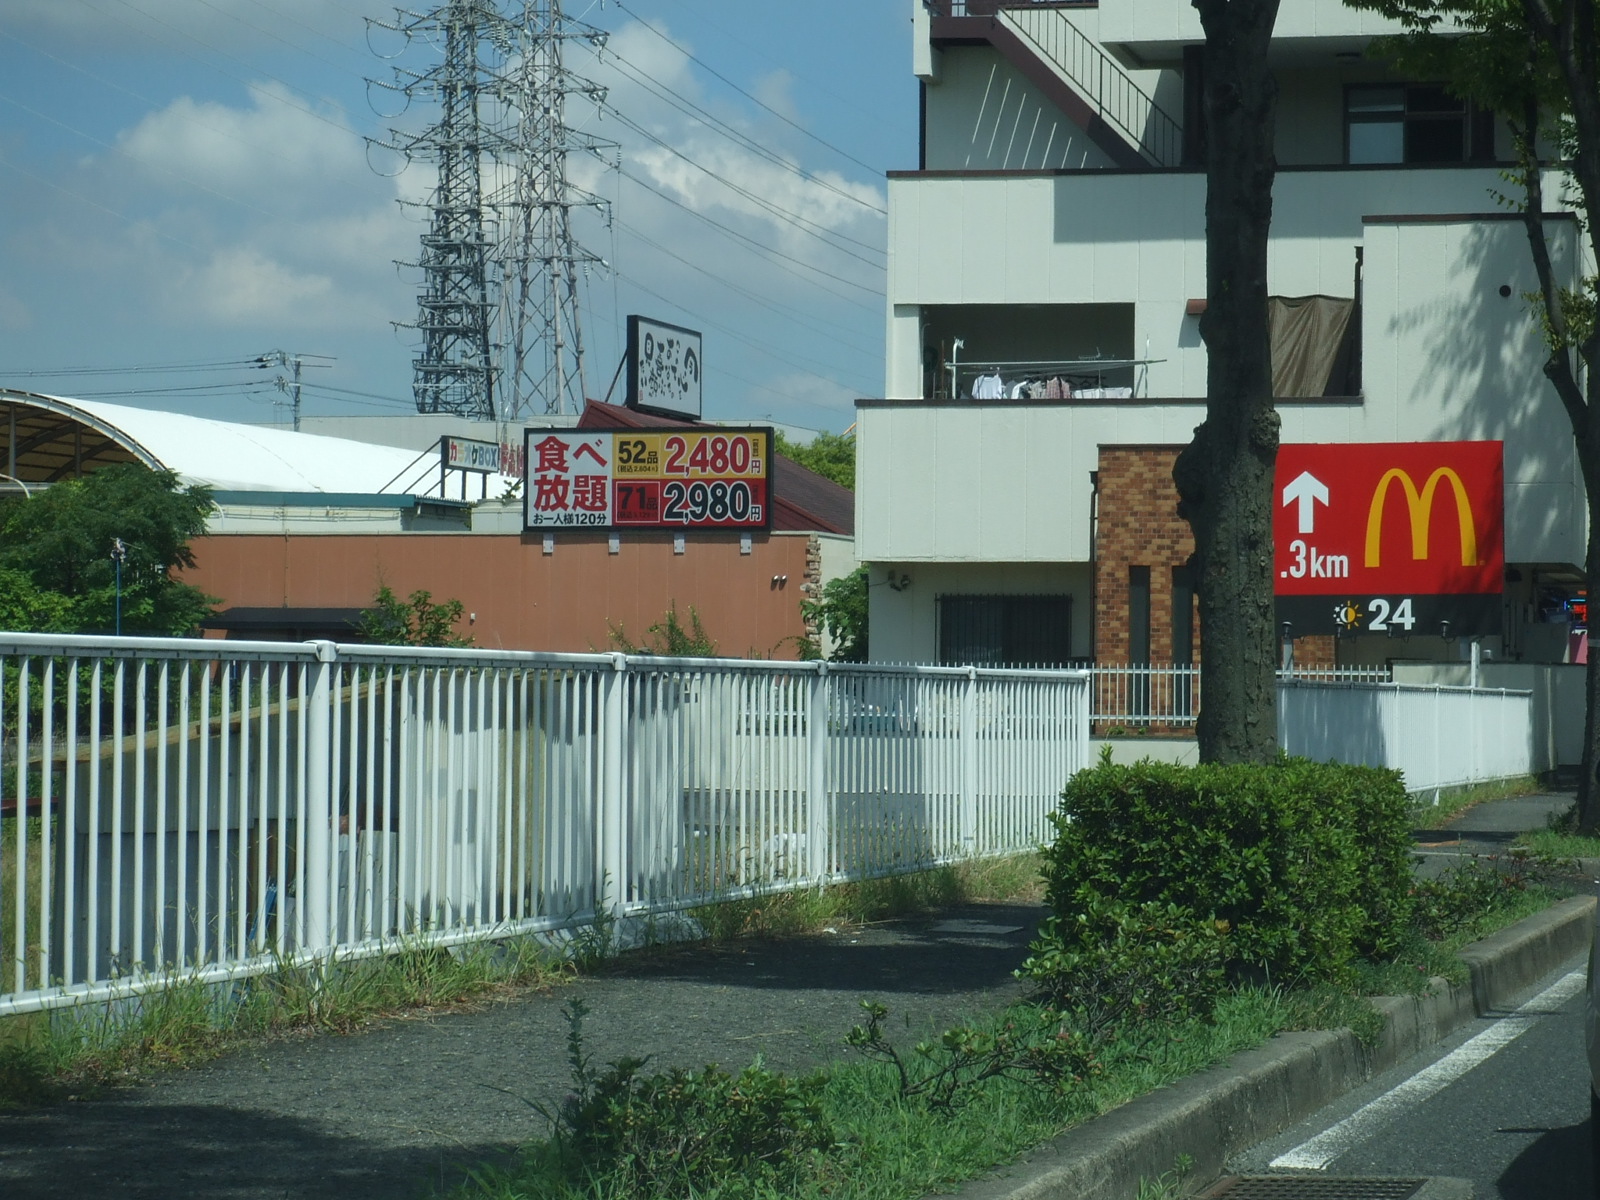 カラオケBOX
食べ
放題
お一人様120分
52品 2,480円
71品 2,980円
.3km
24